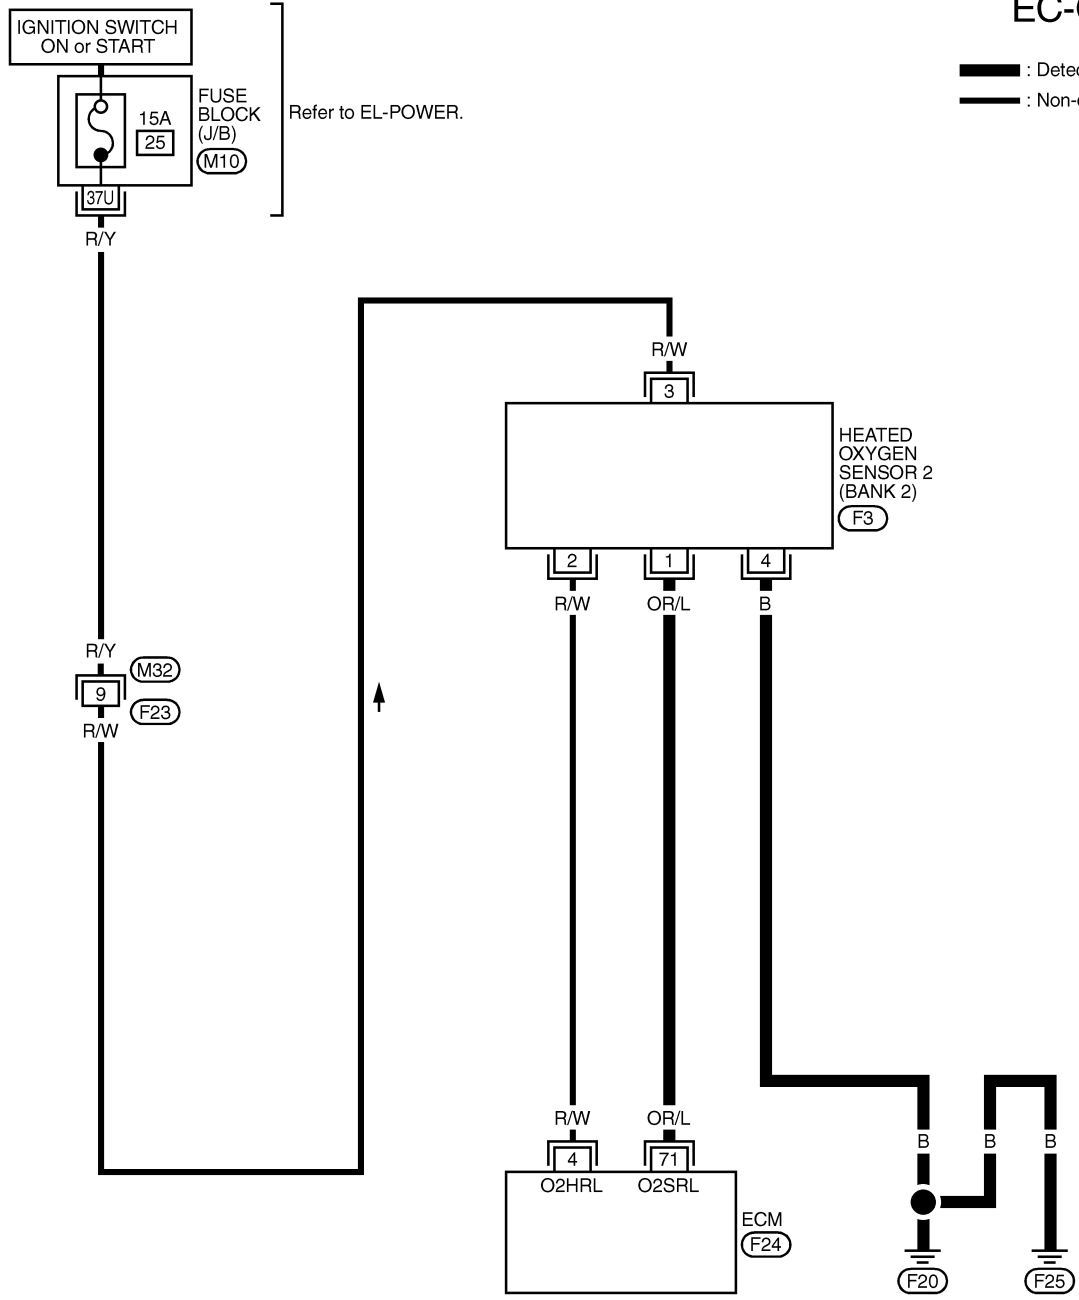 EC-
: Detec
: Non-
IGNITION SWITCH
ON or START
15A
25
FUSE
BLOCK
(J/B)
M10
Refer to EL-POWER.
37U
R/Y
R/W
3
HEATED
OXYGEN
SENSOR 2
(BANK 2)
F3
2
1
4
R/W
OR/L
B
R/Y
M32
9
F23
R/W
R/W
OR/L
B
B
B
4
71
O2HRL
O2SRL
ECM
F24
F20
F25